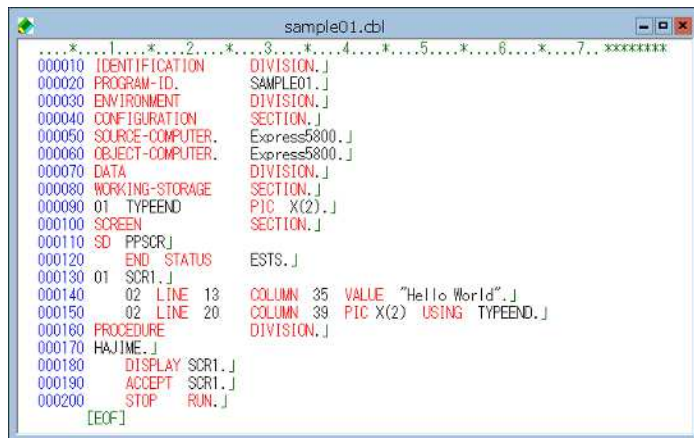 sample01.cbl
....*....1....*....2....*....3....*....4....*....5....*....6....*....7.. ********
000010 IDENTIFICATION DIVISION.
000020 PROGRAM-ID. SAMPLE01.
000030 ENVIRONMENT DIVISION.
000040 CONFIGURATION SECTION.
000050 SOURCE-COMPUTER. Express5800.
000060 OBJECT-COMPUTER. Express5800.
000070 DATA DIVISION.
000080 WORKING-STORAGE SECTION.
000090 01 TYPEEND PIC X(2).
000100 SCREEN SECTION.
000110 SD PPSCR
000120 END STATUS ESTS.
000130 01 SCR1.
000140 02 LINE 13 COLUMN 35 VALUE "Hello World".
000150 02 LINE 20 COLUMN 39 PIC X(2) USING TYPEEND.
000160 PROCEDURE DIVISION.
000170 HAJIME.
000180 DISPLAY SCR1.
000190 ACCEPT SCR1.
000200 STOP RUN.
[EOF]